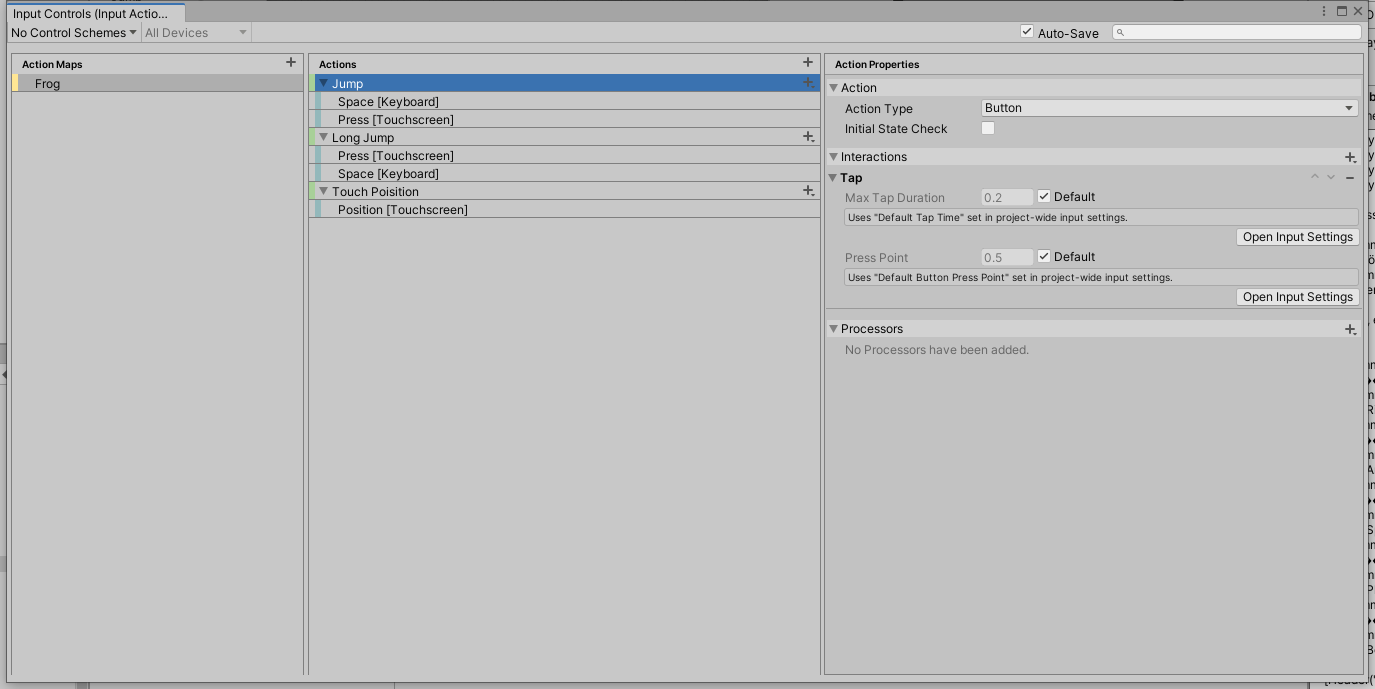 Input Controls (Input Actio...
No Control Schemes
All Devices
Auto-Save
Action Maps
Frog
Actions
Jump
Space [Keyboard]
Press [Touchscreen]
Long Jump
Press [Touchscreen]
Space [Keyboard]
Touch Poisition
Position [Touchscreen]
Action Properties
Action
Action Type Button
Initial State Check
Interactions
Tap
Max Tap Duration 0.2 Default
Uses "Default Tap Time" set in project-wide input settings.
Open Input Settings
Press Point 0.5 Default
Uses "Default Button Press Point" set in project-wide input settings.
Open Input Settings
Processors
No Processors have been added.